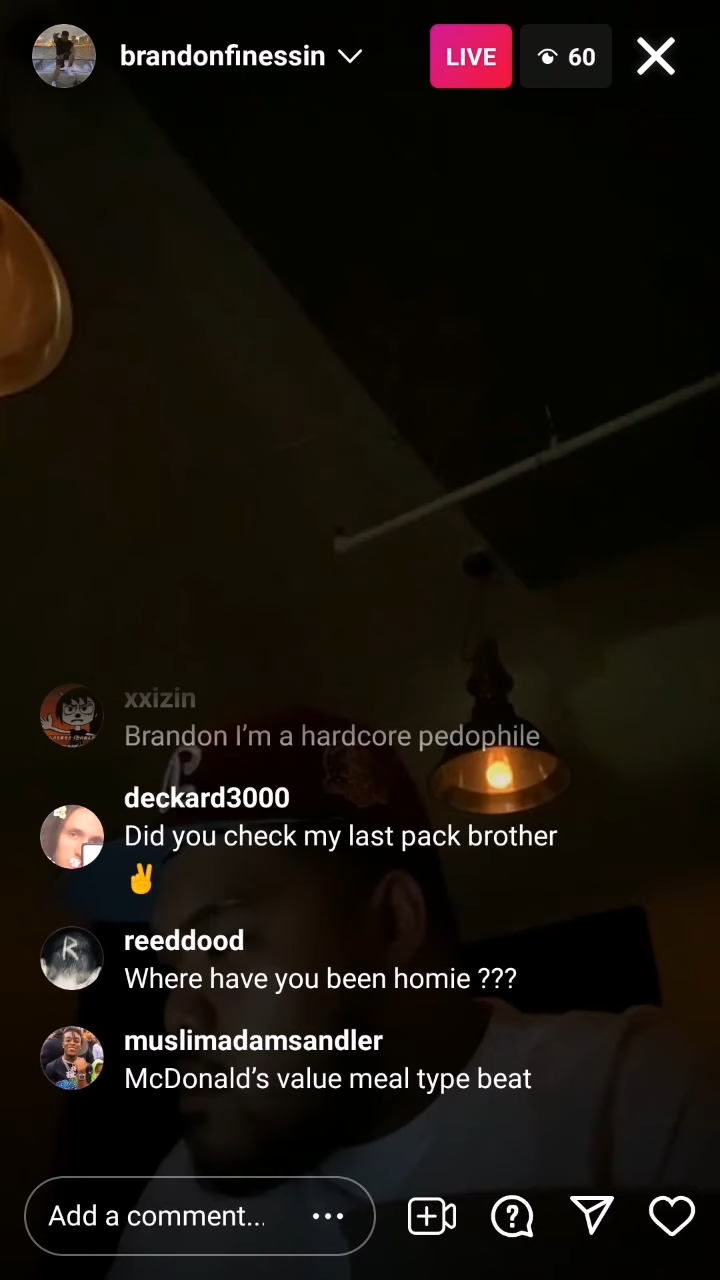 brandonfinessin
LIVE
60
xxizin
Brandon I'm a hardcore pedophile
deckard3000
Did you check my last pack brother
✌️
reeddood
Where have you been homie ???
muslimadamsandler
McDonald's value meal type beat
Add a comment...